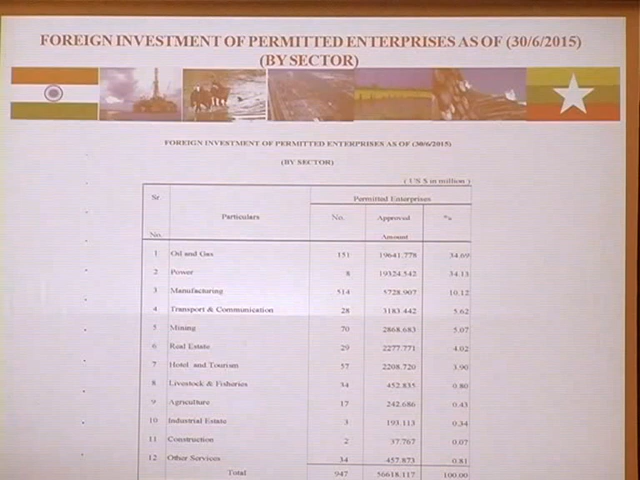 FOREIGN INVESTMENT OF PERMITTED ENTERPRISES AS OF (30/6/2015)
(BY SECTOR)
FOREIGN INVESTMENT OF PERMITTED ENTERPRISES AS OF (30/6/2015)
(BY SECTOR)
( US $ in million )
Sr. No. Particulars Permitted Enterprises
No. Approved Amount %
1 Oil and Gas 151 19641.778 34.69
2 Power 8 19324.542 34.13
3 Manufacturing 514 5728.907 10.12
4 Transport & Communication 28 3183.442 5.62
5 Mining 70 2868.683 5.07
6 Real Estate 29 2277.771 4.02
7 Hotel and Tourism 57 2208.720 3.90
8 Livestock & Fisheries 34 452.835 0.80
9 Agriculture 17 242.686 0.43
10 Industrial Estate 3 193.113 0.34
11 Construction 2 37.767 0.07
12 Other Services 34 457.873 0.81
Total 947 56618.117 100.00